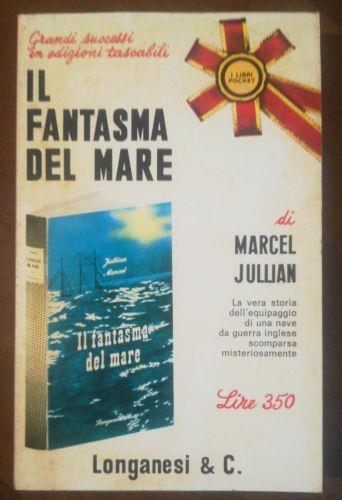 Grandi successi
in edizioni tascabili
IL
FANTASMA
DEL MARE
I LIBRI
POCKET
di
MARCEL
JULLIAN
La vera storia
dell'equipaggio
di una nave
da guerra inglese
scomparsa
misteriosamente
Jullian
Marcel
Il fantasma
del mare
Longanesi
Lire 350
Longanesi & C.